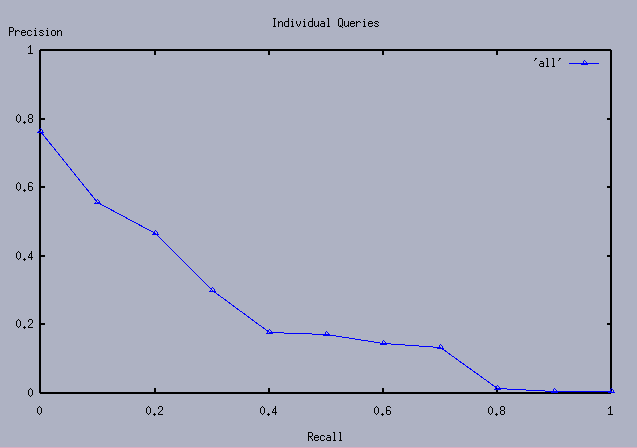 Individual Queries
Precision
1
'all'
0.8
0.6
0.4
0.2
0
0 0.2 0.4 0.6 0.8 1
Recall